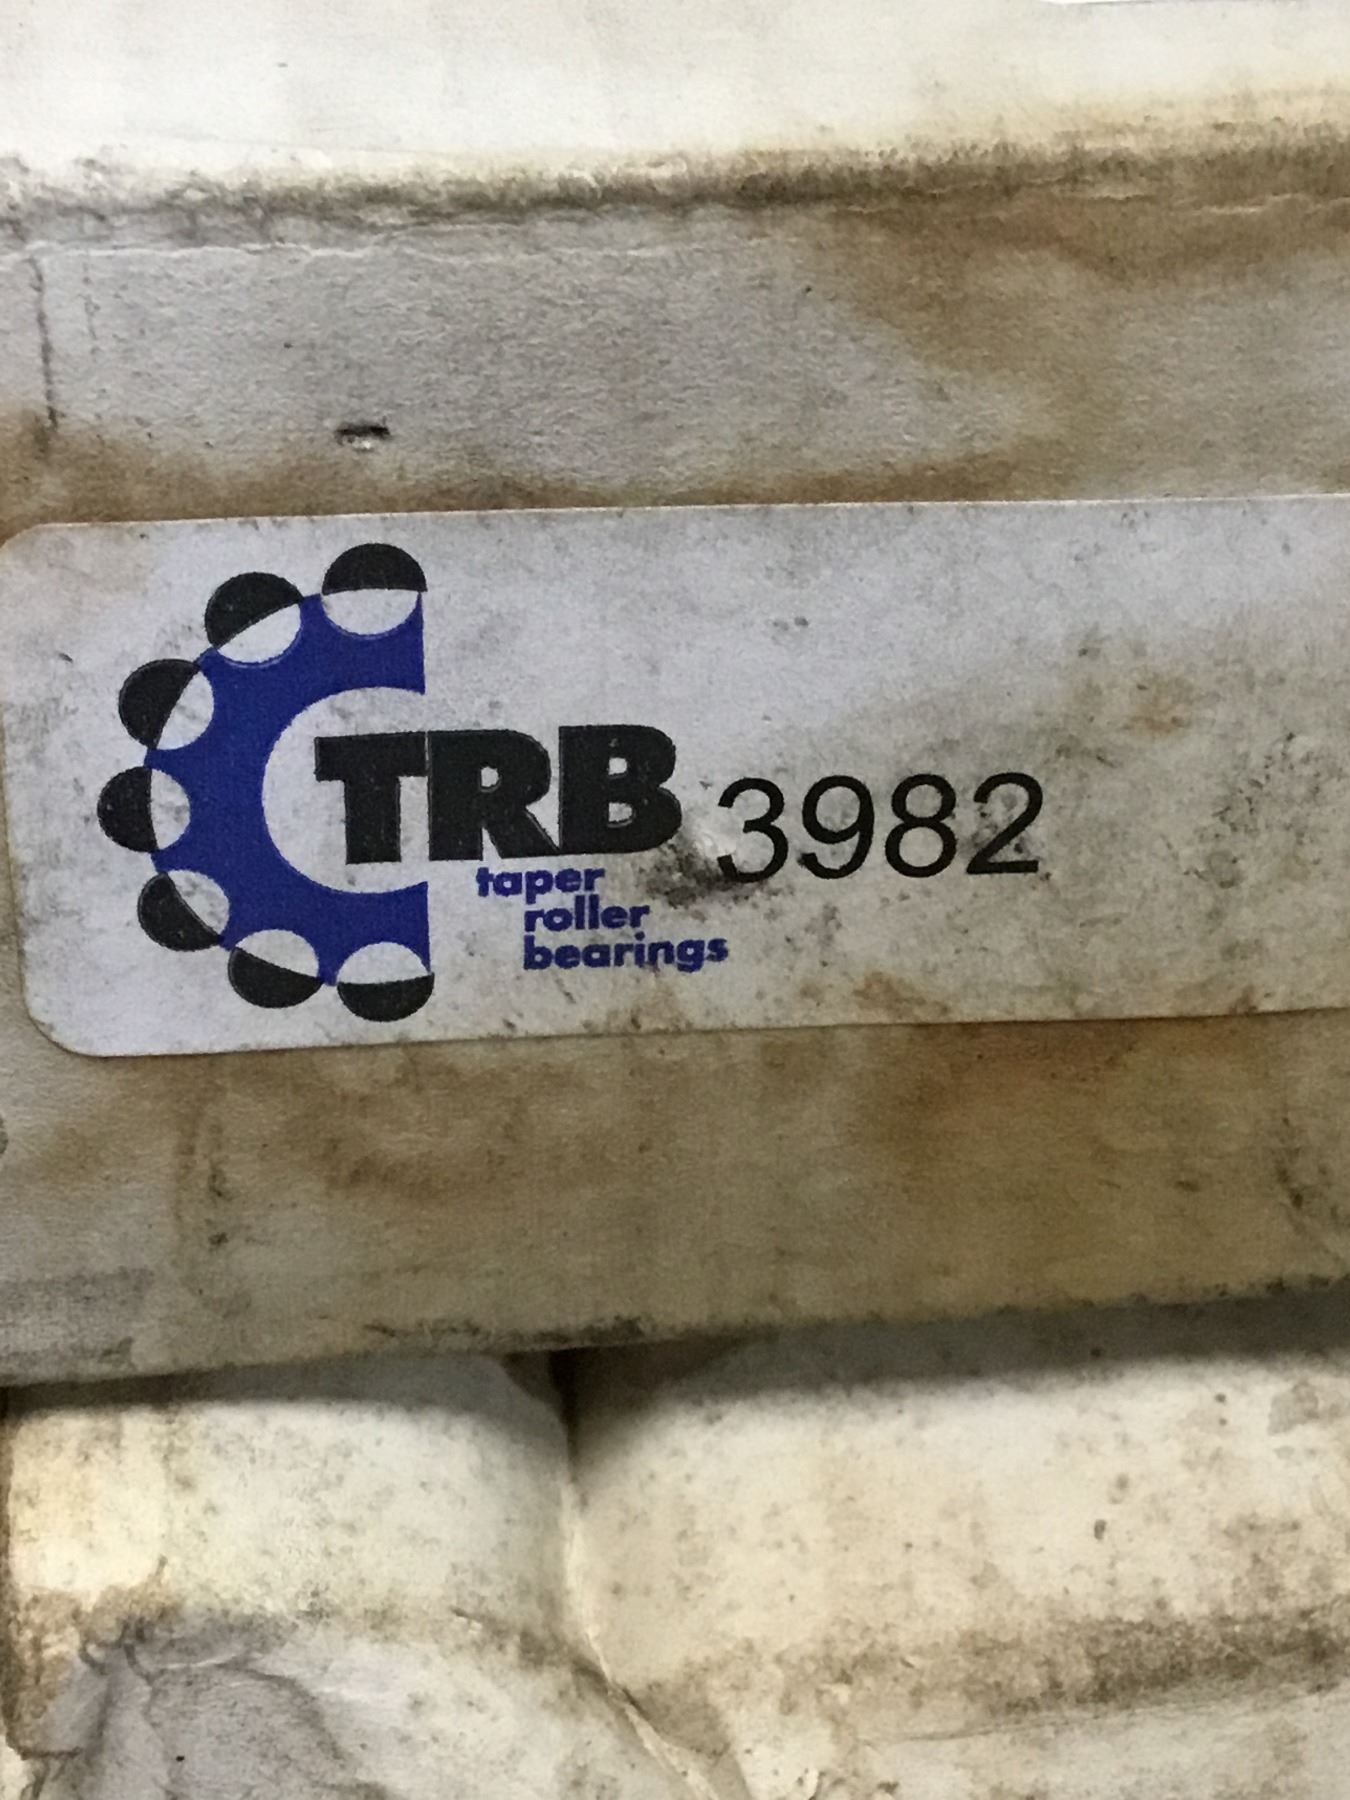 TRB 3982
taper
roller
bearings